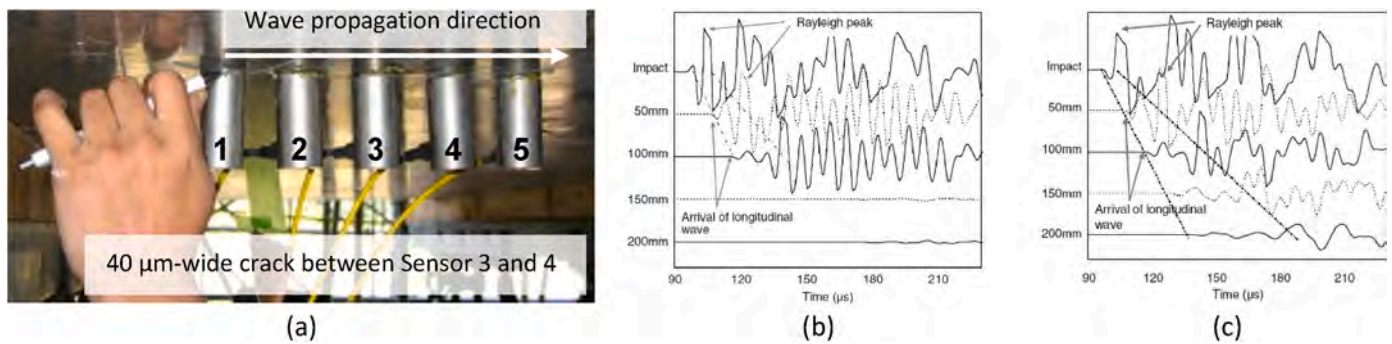 Wave propagation direction
1 2 3 4 5
40 µm-wide crack between Sensor 3 and 4
(a)
Rayleigh peak
Impact
50mm
100mm
150mm
Arrival of longitudinal
wave
200mm
90 120 150 180 210
Time (µs)
(b)
Rayleigh peak
Impact
50mm
100mm
150mm
Arrival of longitudinal
wave
200mm
90 120 150 180 210
Time (µs)
(c)